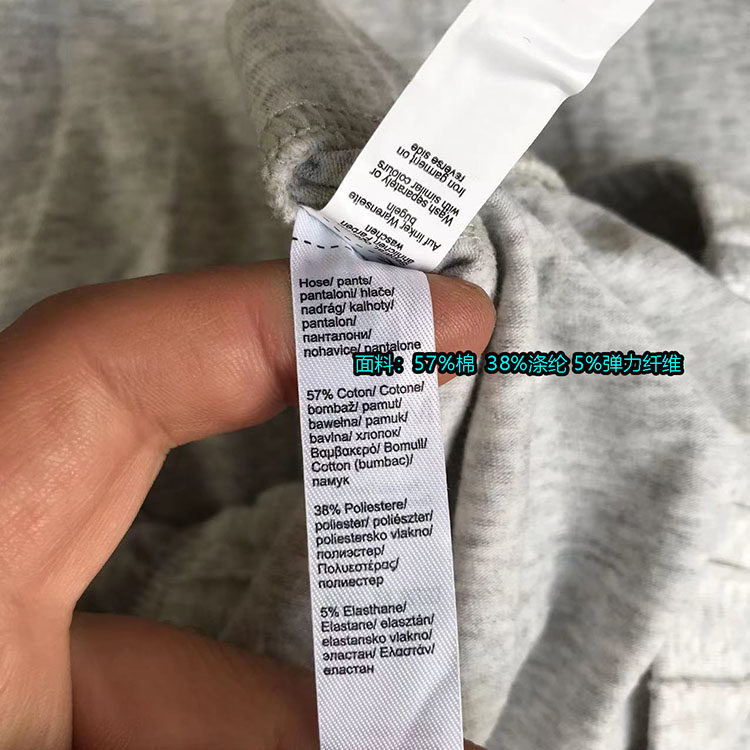 Iron garment on
reverse side
Wash separately or
with similar colours
Auf linker Warenseite
bügeln
waschen
Hose/ pants/
pantaloni/ hlače/
nadrág/ kalhoty/
pantalon/
панталони/
nohavice/ pantalone
面料：57%棉 38%涤纶 5%弹力纤维
57% Coton/ Cotone/
bombaž/ pamut/
bawełna/ pamuk/
bavlna/ хлопок/
Βαμβακερό/ Bomull/
Cotton (bumbac)/
памук
38% Poliestere/
poliester/ poliészter/
poliestersko vlakno/
полиэстер/
Πολυεστέρας/
полиестер
5% Elasthane/
Elastane/ elasztán/
elastansko vlakno/
эластан/ Ελαστάν/
еластан